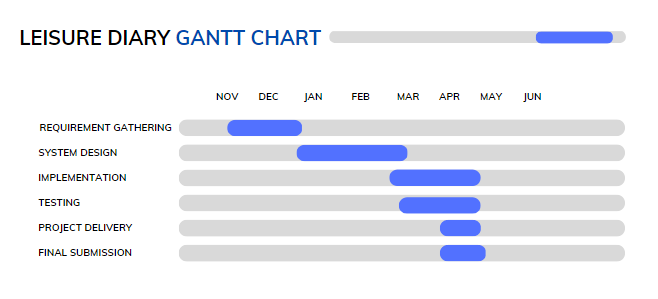 LEISURE DIARY GANTT CHART
NOV DEC JAN FEB MAR APR MAY JUN
REQUIREMENT GATHERING
SYSTEM DESIGN
IMPLEMENTATION
TESTING
PROJECT DELIVERY
FINAL SUBMISSION